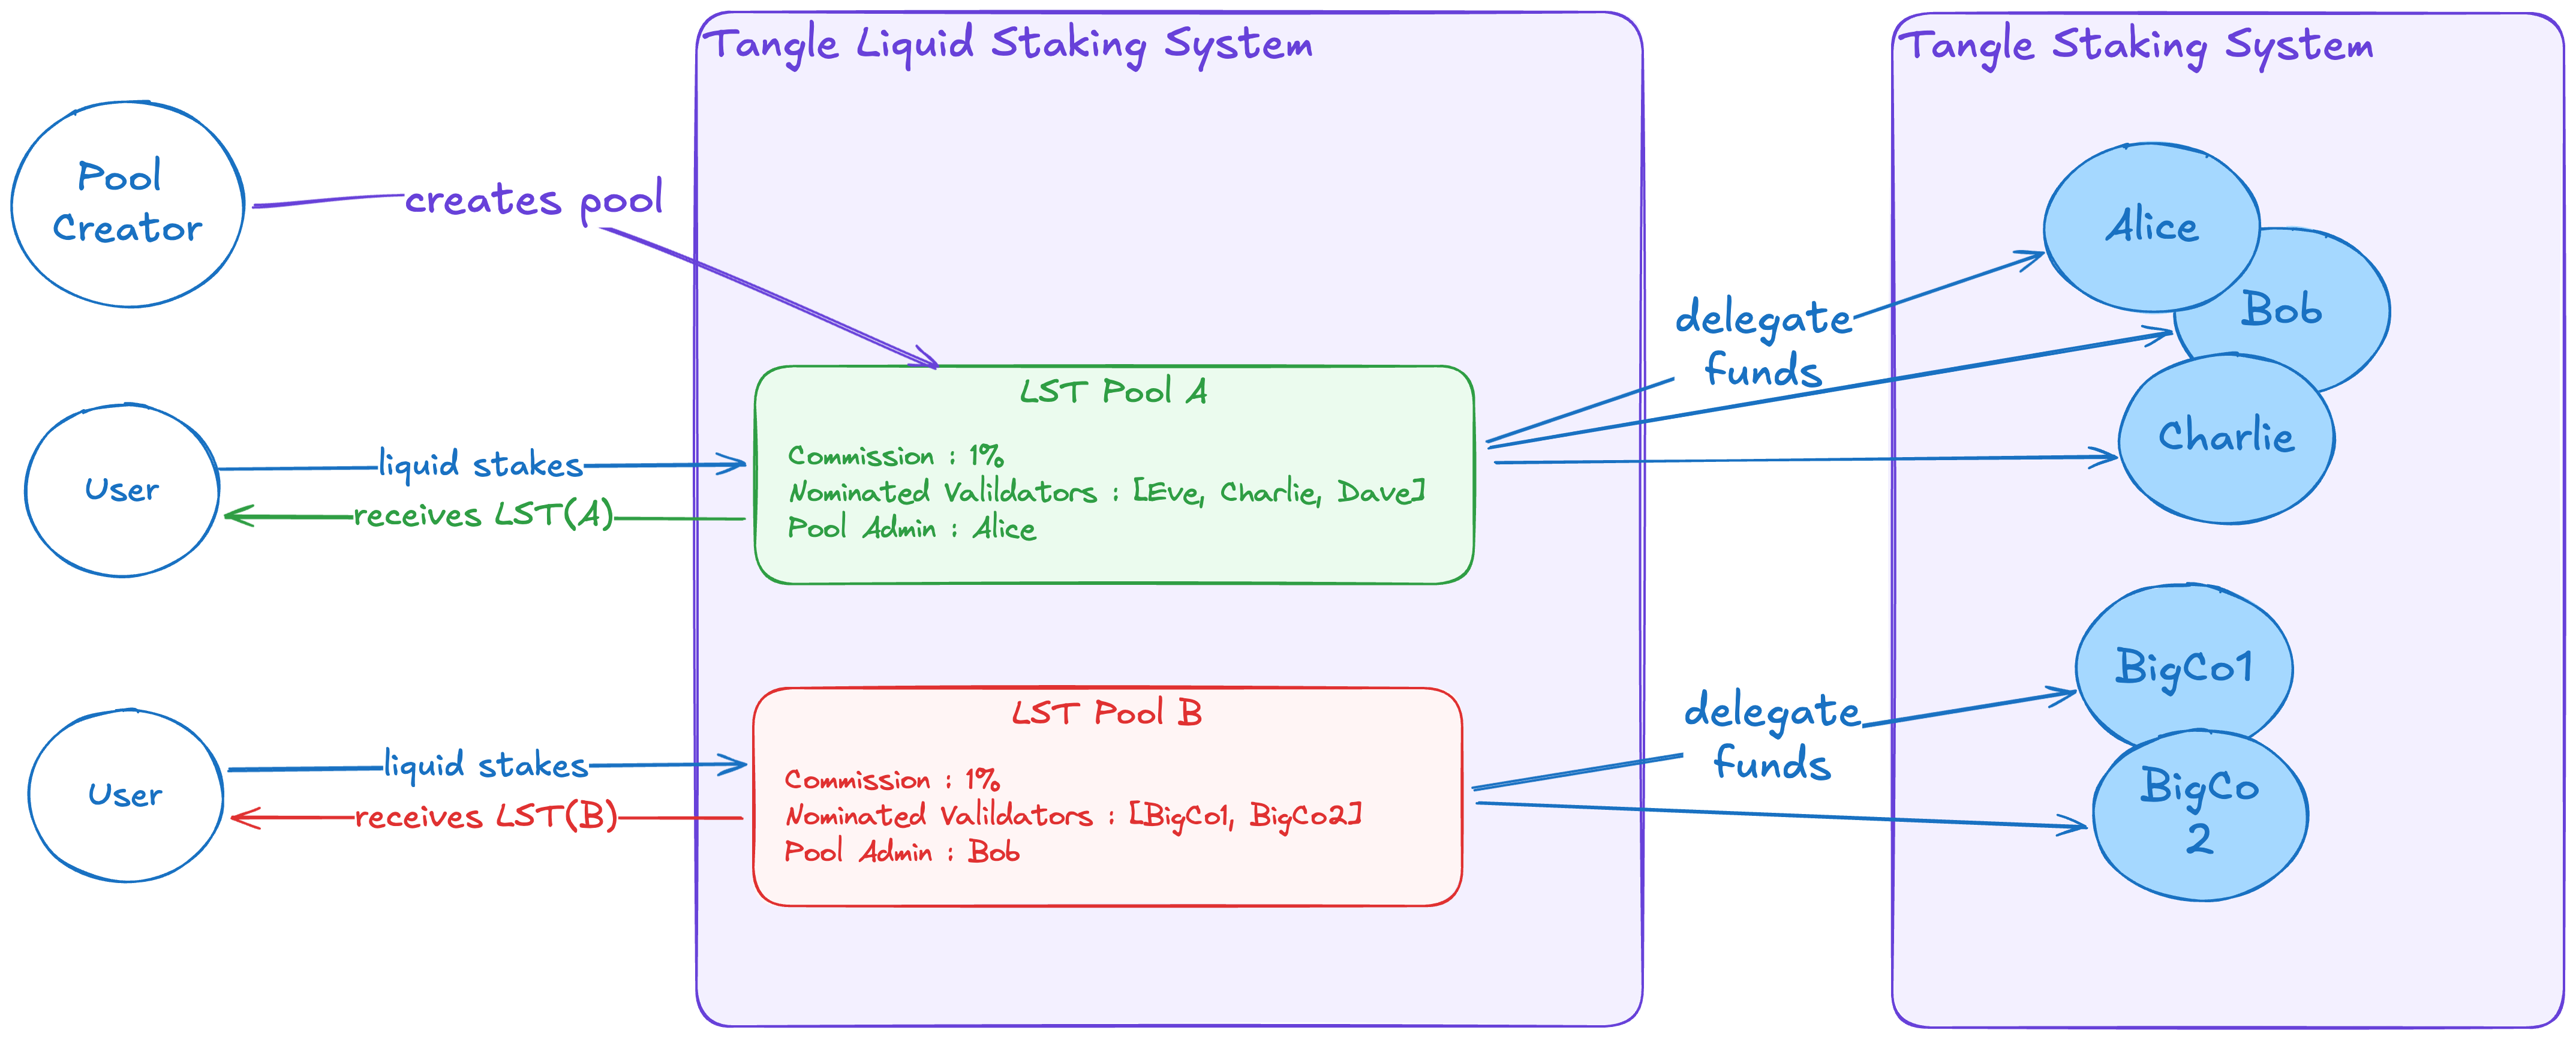 Tangle Liquid Staking System
Tangle Staking System
Pool
Creator
creates pool
Alice
Bob
Charlie
delegate
funds
LST Pool A
Commission : 1%
Nominated Valildators : [Eve, Charlie, Dave]
Pool Admin : Alice
User
liquid stakes
receives LST(A)
BigCo1
BigCo
2
delegate
funds
LST Pool B
Commission : 1%
Nominated Valildators : [BigCo1, BigCo2]
Pool Admin : Bob
User
liquid stakes
receives LST(B)